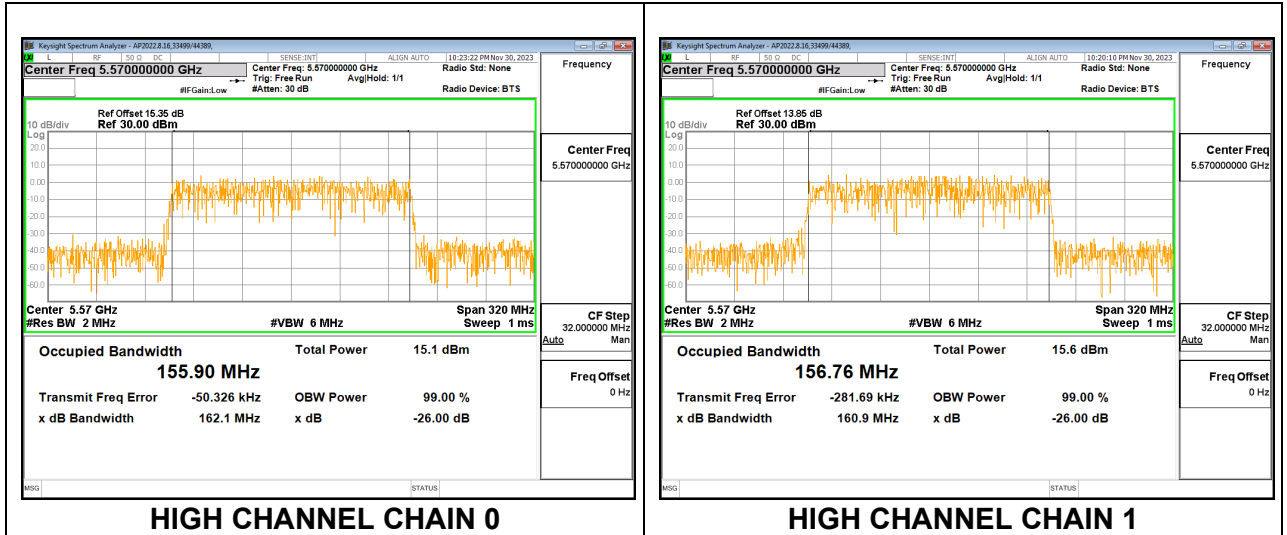 Keysight Spectrum Analyzer - AP2022.8.16,33499/44389,
L RF 50 Ω DC SENSE:INT ALIGN AUTO 10:23:22 PM Nov 30, 2023
Center Freq 5.570000000 GHz
Center Freq: 5.570000000 GHz Radio Std: None
Trig: Free Run Avg|Hold: 1/1
#IFGain:Low #Atten: 30 dB Radio Device: BTS
Frequency
Ref Offset 15.35 dB
10 dB/div Ref 30.00 dBm
Log
20.0
10.0
0.00
-10.0
-20.0
-30.0
-40.0
-50.0
-60.0
Center 5.57 GHz Span 320 MHz
#Res BW 2 MHz #VBW 6 MHz Sweep 1 ms
Center Freq
5.570000000 GHz
CF Step
32.000000 MHz
Auto Man
Freq Offset
0 Hz
Occupied Bandwidth Total Power 15.1 dBm
155.90 MHz
Transmit Freq Error -50.326 kHz OBW Power 99.00 %
x dB Bandwidth 162.1 MHz x dB -26.00 dB
MSG STATUS
HIGH CHANNEL CHAIN 0
Keysight Spectrum Analyzer - AP2022.8.16,33499/44389,
L RF 50 Ω DC SENSE:INT ALIGN AUTO 10:20:10 PM Nov 30, 2023
Center Freq 5.570000000 GHz
Center Freq: 5.570000000 GHz Radio Std: None
Trig: Free Run Avg|Hold: 1/1
#IFGain:Low #Atten: 30 dB Radio Device: BTS
Frequency
Ref Offset 13.85 dB
10 dB/div Ref 30.00 dBm
Log
20.0
10.0
0.00
-10.0
-20.0
-30.0
-40.0
-50.0
-60.0
Center 5.57 GHz Span 320 MHz
#Res BW 2 MHz #VBW 6 MHz Sweep 1 ms
Center Freq
5.570000000 GHz
CF Step
32.000000 MHz
Auto Man
Freq Offset
0 Hz
Occupied Bandwidth Total Power 15.6 dBm
156.76 MHz
Transmit Freq Error -281.69 kHz OBW Power 99.00 %
x dB Bandwidth 160.9 MHz x dB -26.00 dB
MSG STATUS
HIGH CHANNEL CHAIN 1